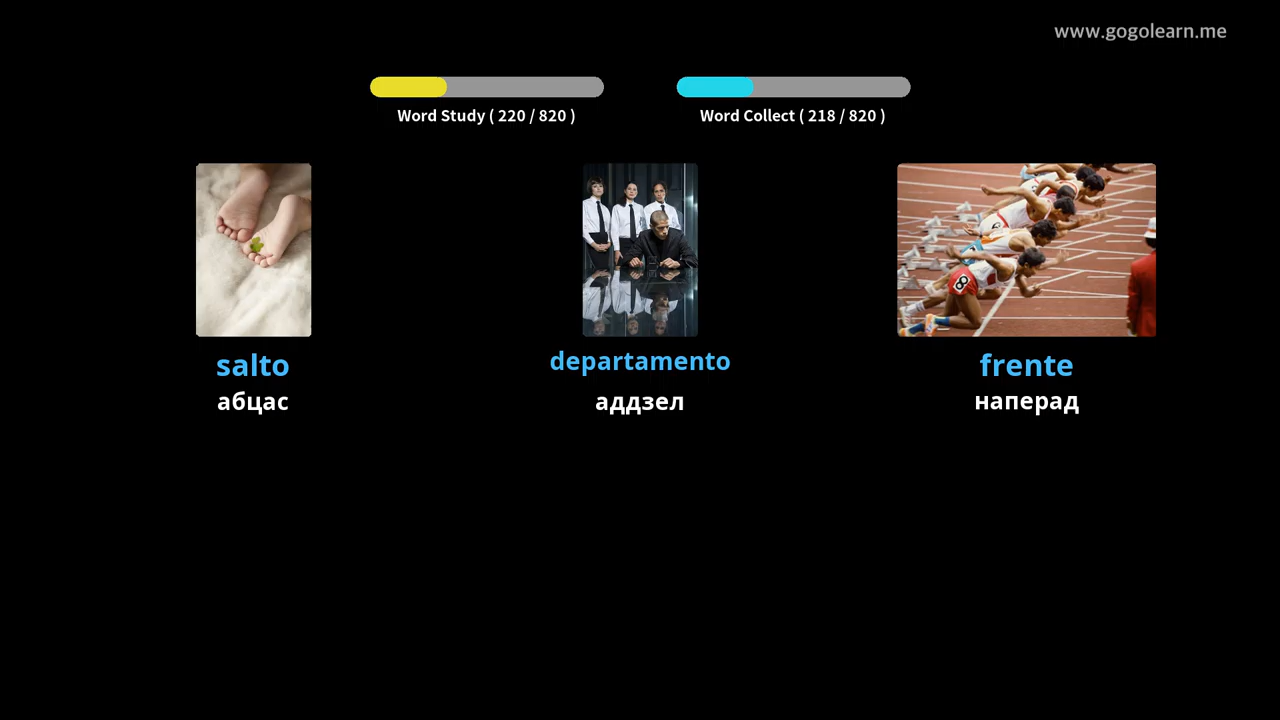 www.gogolearn.me
Word Study ( 220 / 820 )
Word Collect ( 218 / 820 )
salto
departamento
frente
абцас
аддзел
наперад